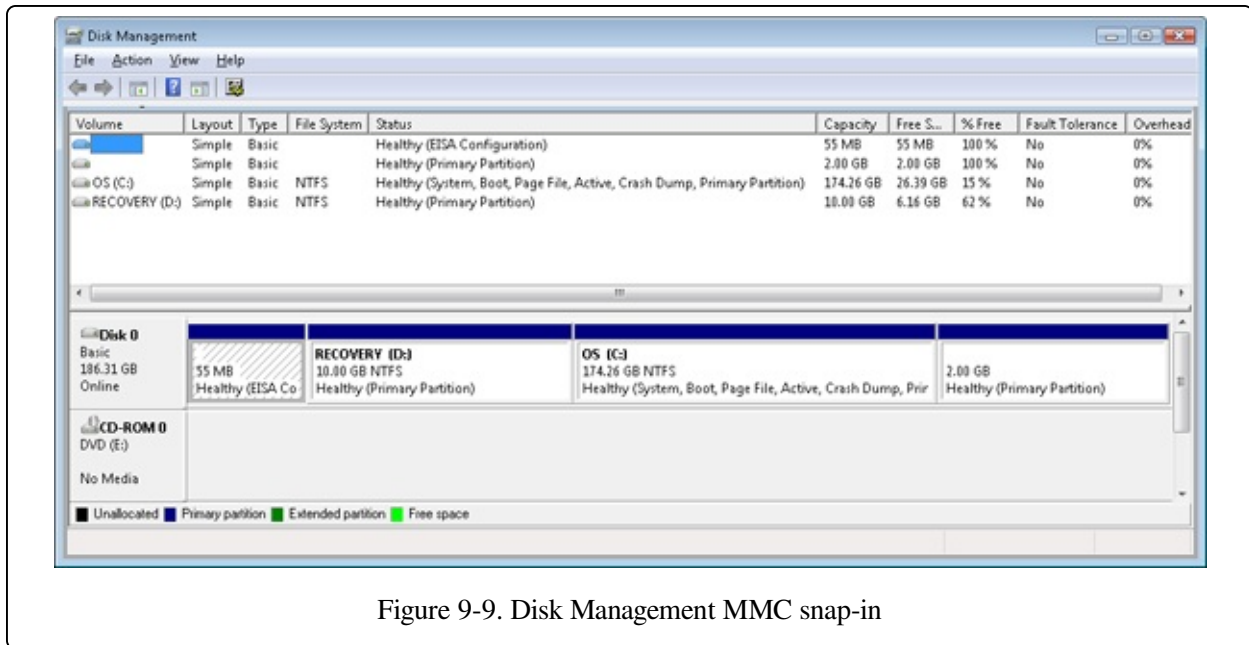 Disk Management
File Action View Help
Volume Layout Type File System Status Capacity Free S... % Free Fault Tolerance Overhead
Simple Basic Healthy (EISA Configuration) 55 MB 55 MB 100 % No 0%
Simple Basic Healthy (Primary Partition) 2.00 GB 2.00 GB 100 % No 0%
OS (C:) Simple Basic NTFS Healthy (System, Boot, Page File, Active, Crash Dump, Primary Partition) 174.26 GB 26.39 GB 15 % No 0%
RECOVERY (D:) Simple Basic NTFS Healthy (Primary Partition) 10.00 GB 6.16 GB 62 % No 0%
Disk 0
Basic
186.31 GB
Online
55 MB
Healthy (EISA Co
RECOVERY (D:)
10.00 GB NTFS
Healthy (Primary Partition)
OS (C:)
174.26 GB NTFS
Healthy (System, Boot, Page File, Active, Crash Dump, Prir
2.00 GB
Healthy (Primary Partition)
CD-ROM 0
DVD (E:)
No Media
Unallocated Primary partition Extended partition Free space
Figure 9-9. Disk Management MMC snap-in